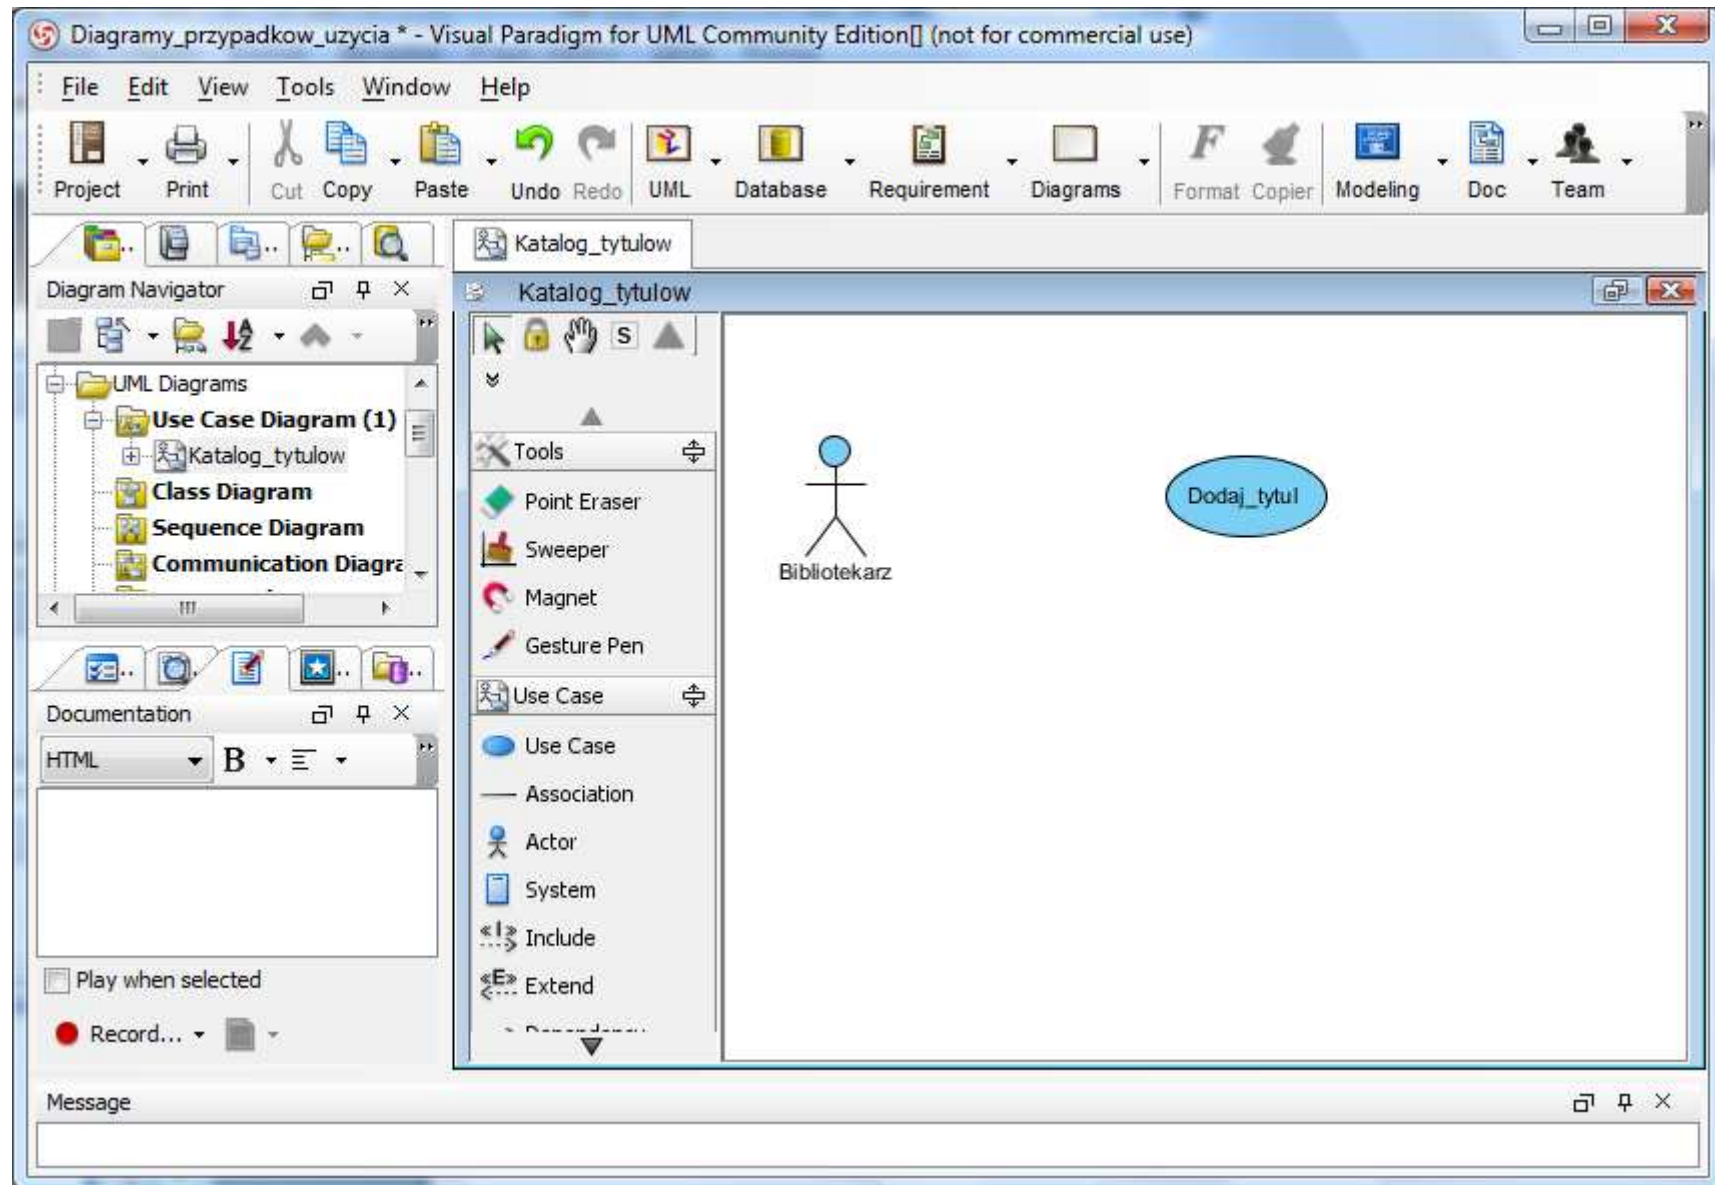 Diagramy_przypadkow_uzycia * - Visual Paradigm for UML Community Edition[] (not for commercial use)
File Edit View Tools Window Help
Project Print Cut Copy Paste Undo Redo UML Database Requirement Diagrams Format Copier Modeling Doc Team
Katalog_tytulow
Diagram Navigator
Katalog_tytulow
UML Diagrams
Use Case Diagram (1)
Katalog_tytulow
Class Diagram
Sequence Diagram
Communication Diagra
Documentation
HTML B
Play when selected
Record...
S
Tools
Point Eraser
Sweeper
Magnet
Gesture Pen
Use Case
Use Case
Association
Actor
System
Include
Extend
Bibliotekarz
Dodaj_tytul
Message